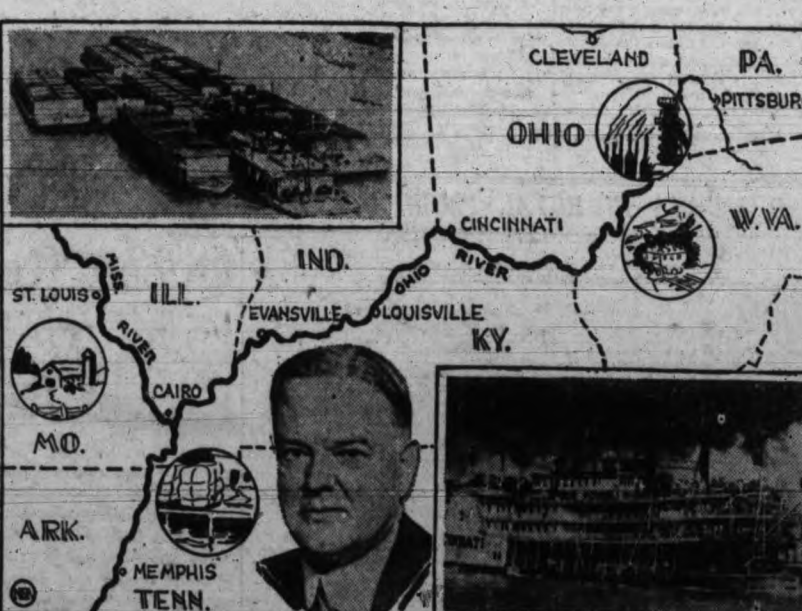 CLEVELAND
PA.
PITTSBUR
OHIO
CINCINNATI
W. VA.
IND.
OHIO
RIVER
MISS.
RIVER
ILL.
ST. LOUIS
EVANSVILLE
LOUISVILLE
KY.
CAIRO
MO.
ARK.
MEMPHIS
TENN.